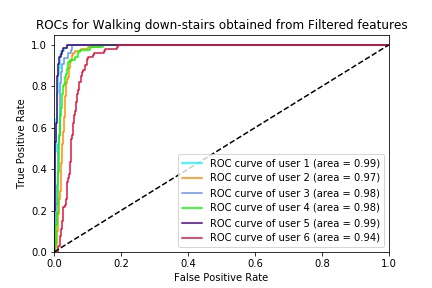 ROCs for Walking down-stairs obtained from Filtered features
True Positive Rate
1.0
0.8
0.6
0.4
0.2
0.0
ROC curve of user 1 (area = 0.99)
ROC curve of user 2 (area = 0.97)
ROC curve of user 3 (area = 0.98)
ROC curve of user 4 (area = 0.98)
ROC curve of user 5 (area = 0.99)
ROC curve of user 6 (area = 0.94)
0.0 0.2 0.4 0.6 0.8 1.0
False Positive Rate